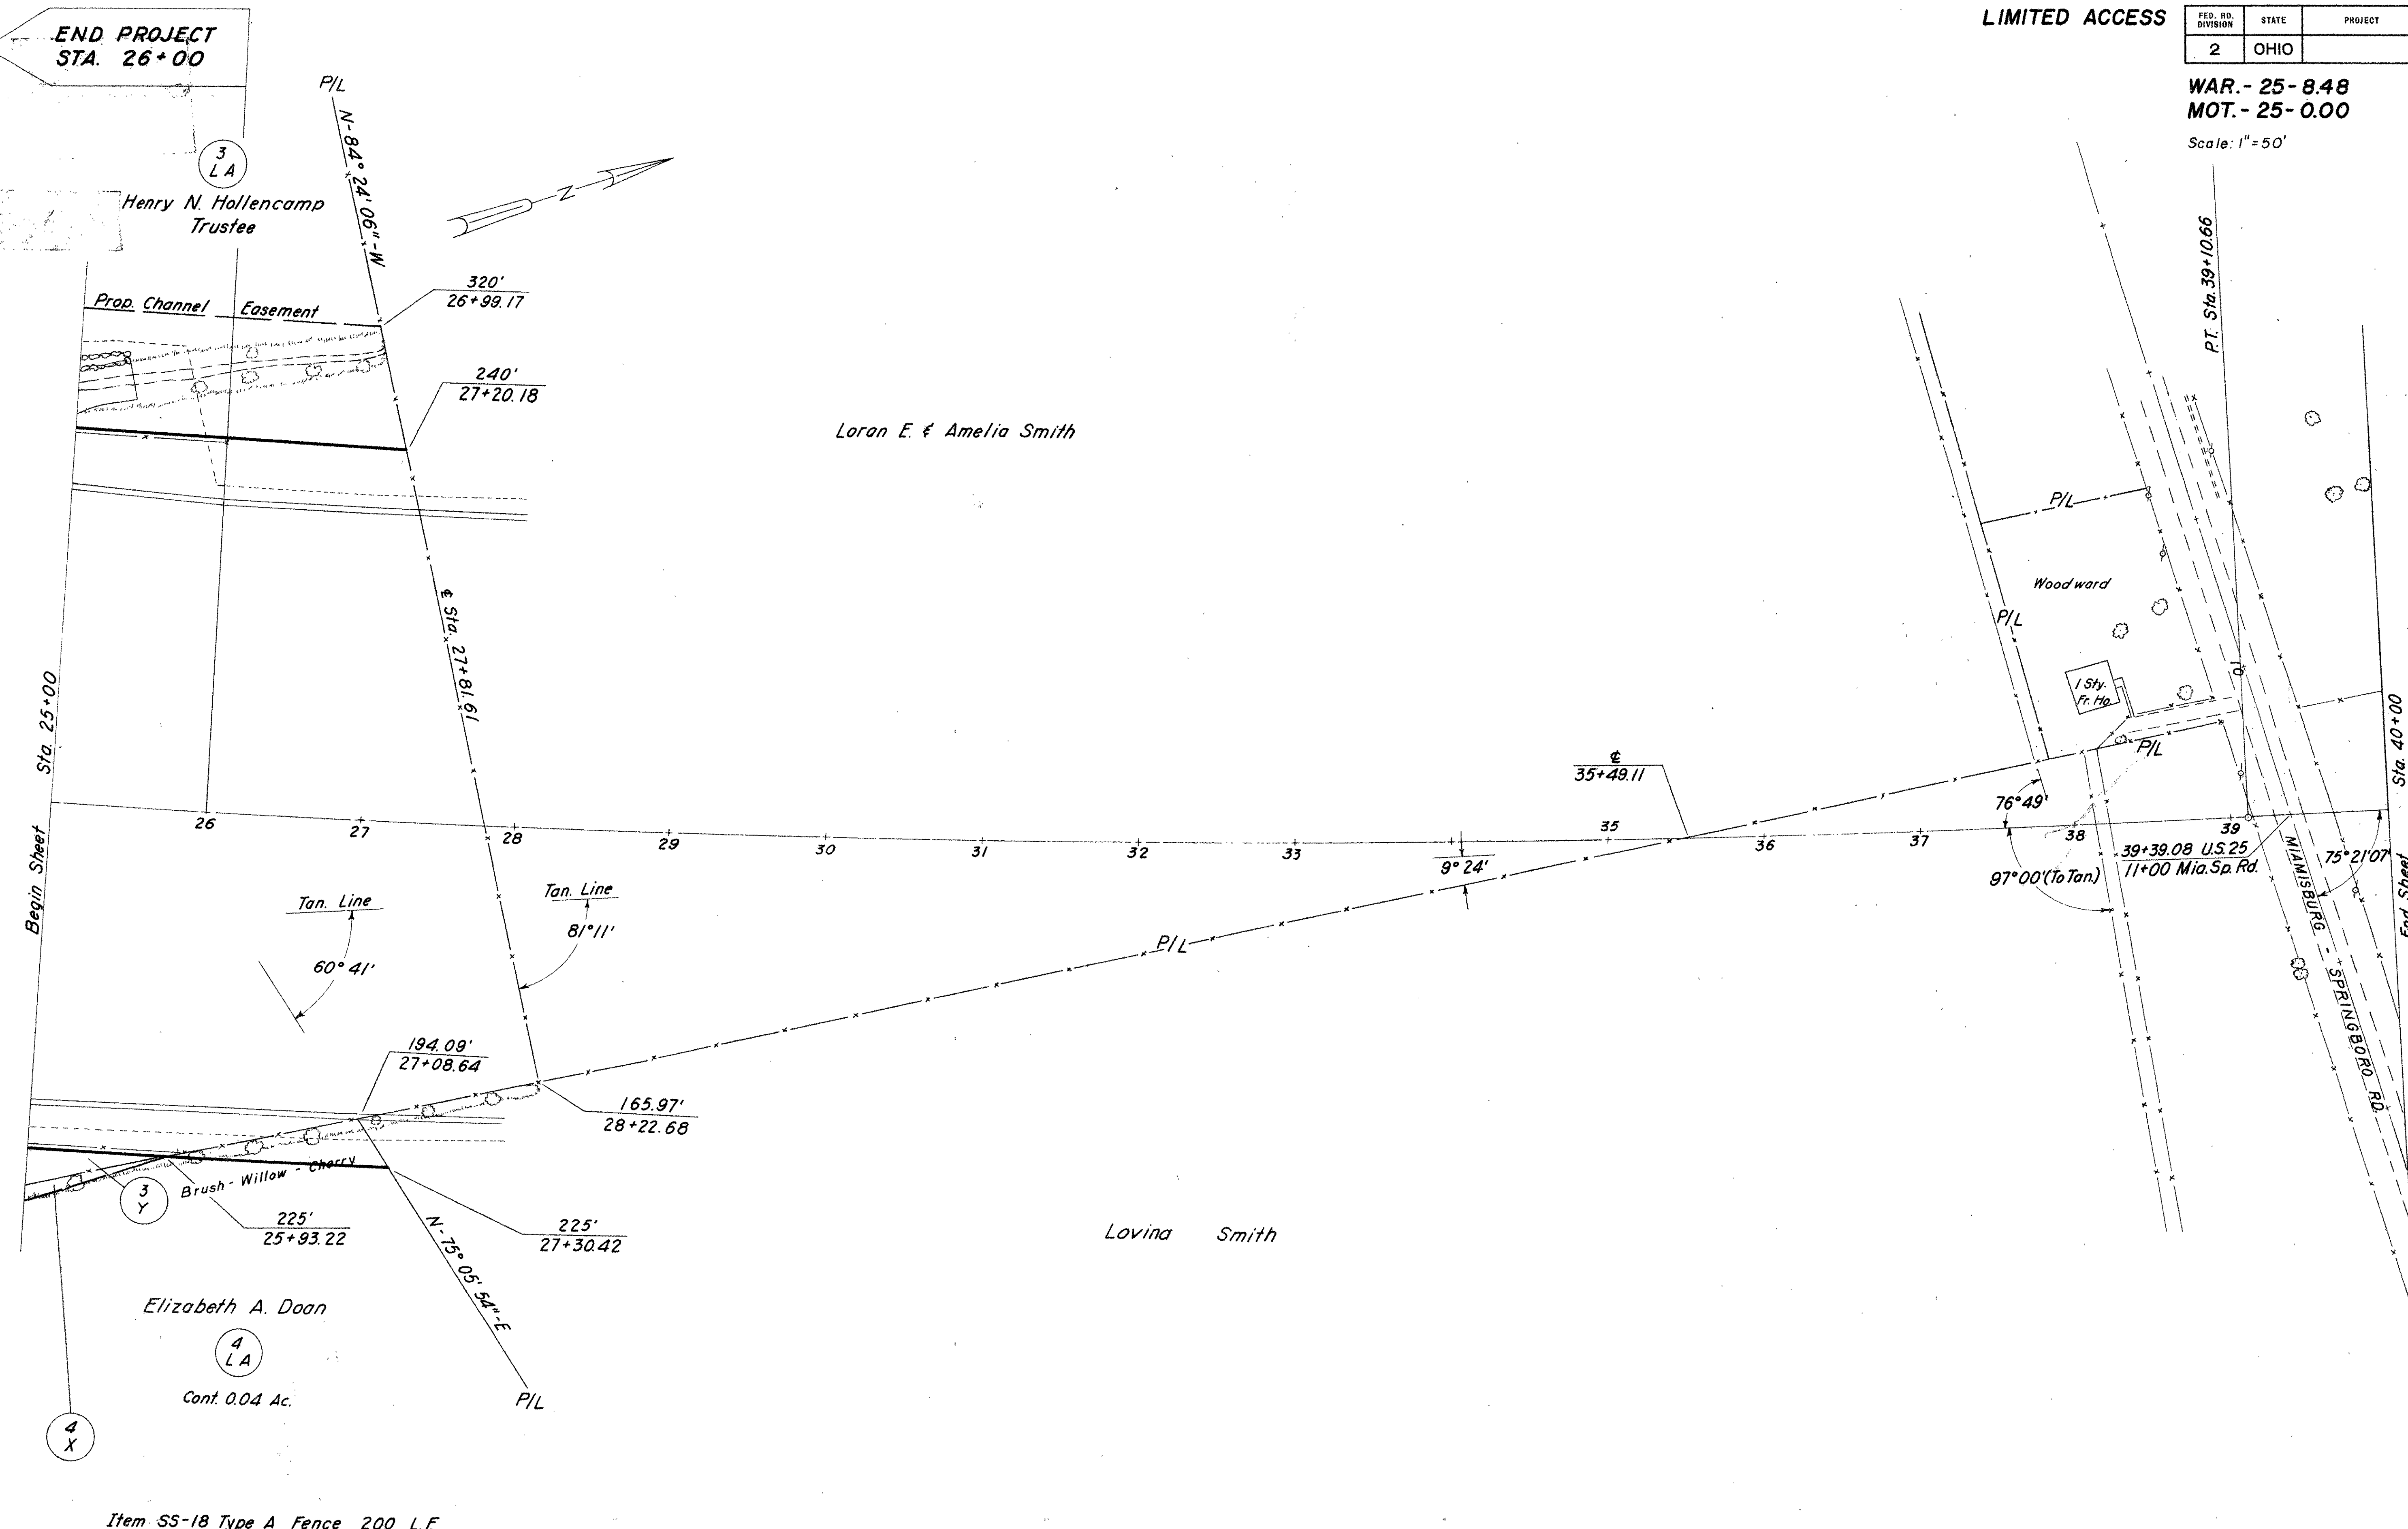 END PROJECT
STA. 26+00
LIMITED ACCESS
FED. RD. DIVISION
STATE
PROJECT
2
OHIO
WAR.-25-8.48
MOT.-25-0.00
Scale: 1"=50'
P/L
N-84° 24' 06"-W
3
LA
Henry N. Hollencamp
Trustee
N
320'
26+99.17
Prop. Channel Easement
240'
27+20.18
Loran E. & Amelia Smith
P.T. Sta. 39+10.66
P/L
Woodward
P/L
1 Sty.
Fr. Ho.
P/L
℄ Sta. 27+81.61
Begin Sheet Sta. 25+00
End Sheet Sta. 40+00
℄
35+49.11
76°49'
26
27
28
29
30
31
32
33
35
36
37
38
39
9°24'
97°00'(To Tan.)
39+39.08 U.S.25
11+00 Mia.Sp.Rd.
75°21'07"
MIAMISBURG - SPRINGBORO RD.
Tan. Line
60°41'
Tan. Line
81°11'
P/L
194.09'
27+08.64
165.97'
28+22.68
Brush - Willow - Cherry
3
Y
225'
25+93.22
225'
27+30.42
N-75° 05' 54"-E
P/L
Lovina Smith
Elizabeth A. Doan
4
LA
Cont. 0.04 Ac.
4
X
Item SS-18 Type A Fence 200 L.F.